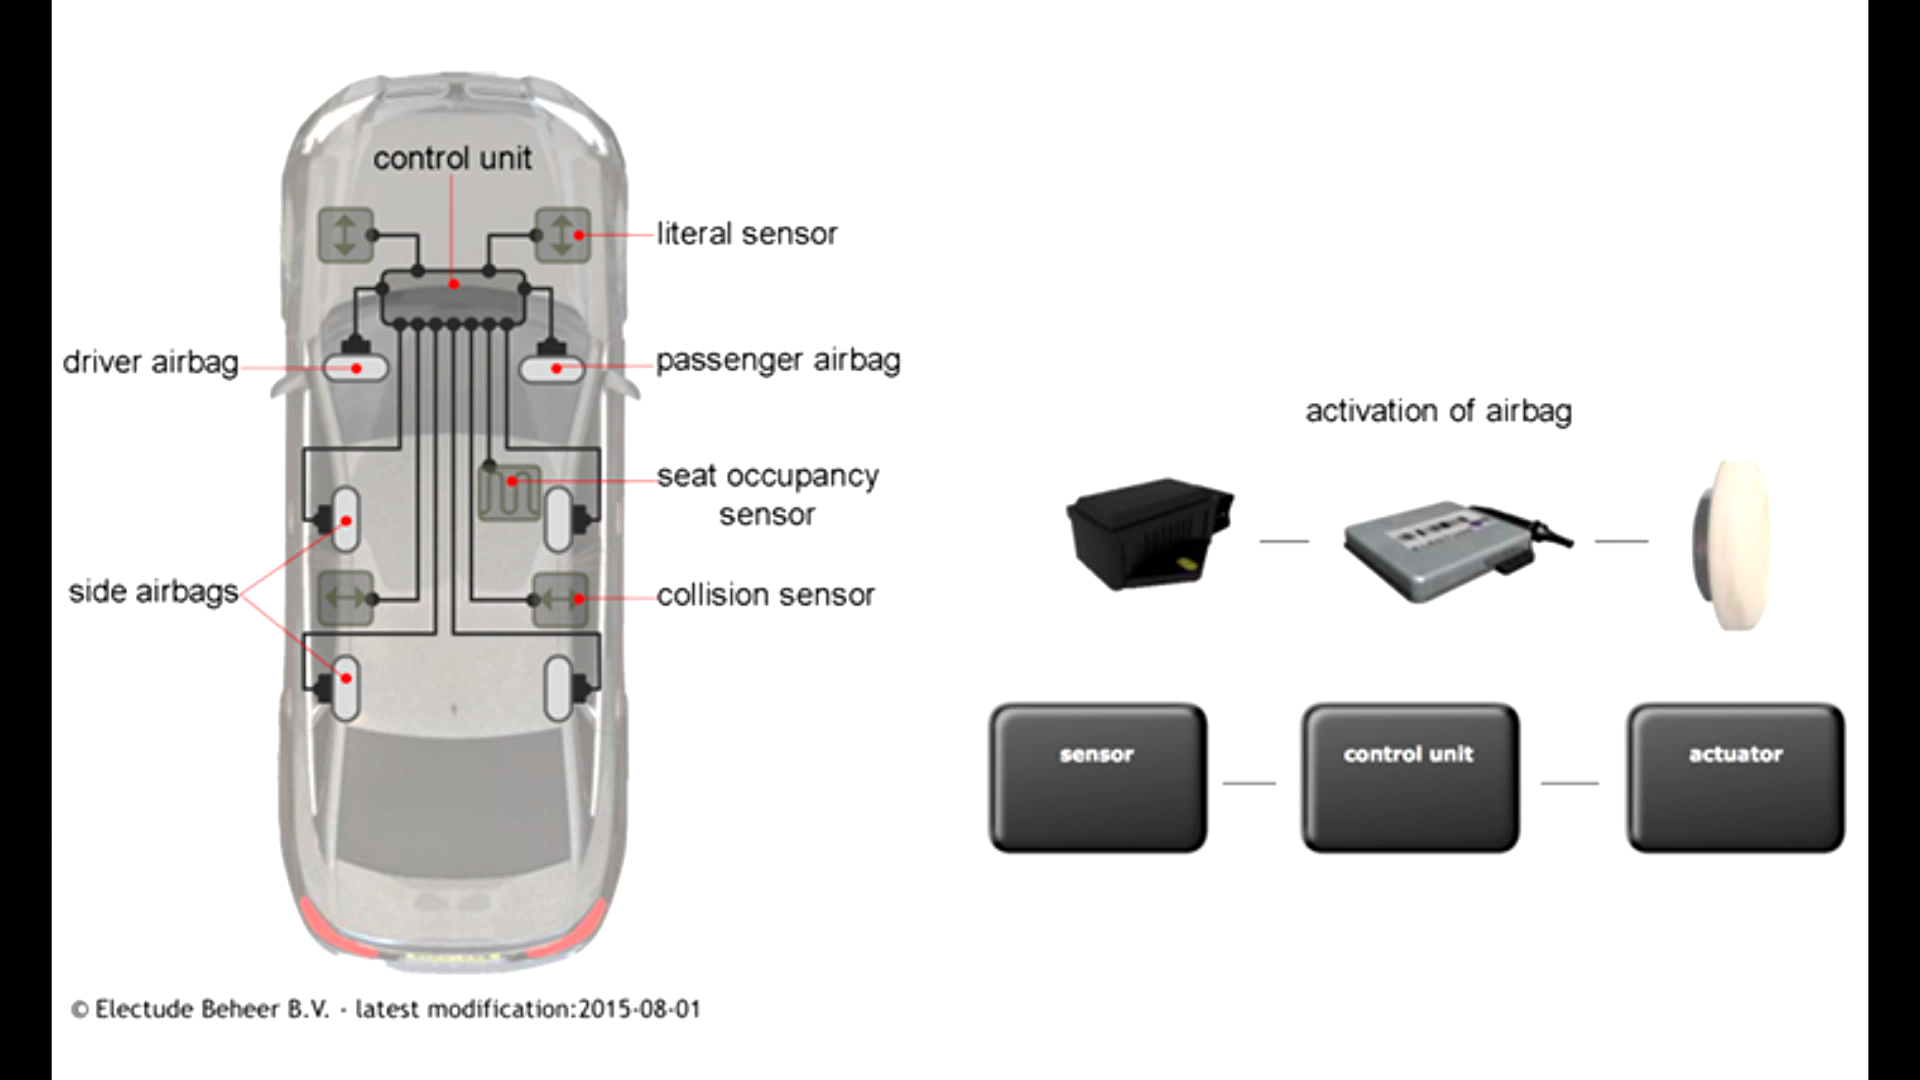 control unit
literal sensor
driver airbag
passenger airbag
seat occupancy
sensor
side airbags
collision sensor
activation of airbag
sensor
control unit
actuator
© Electude Beheer B.V. - latest modification:2015-08-01